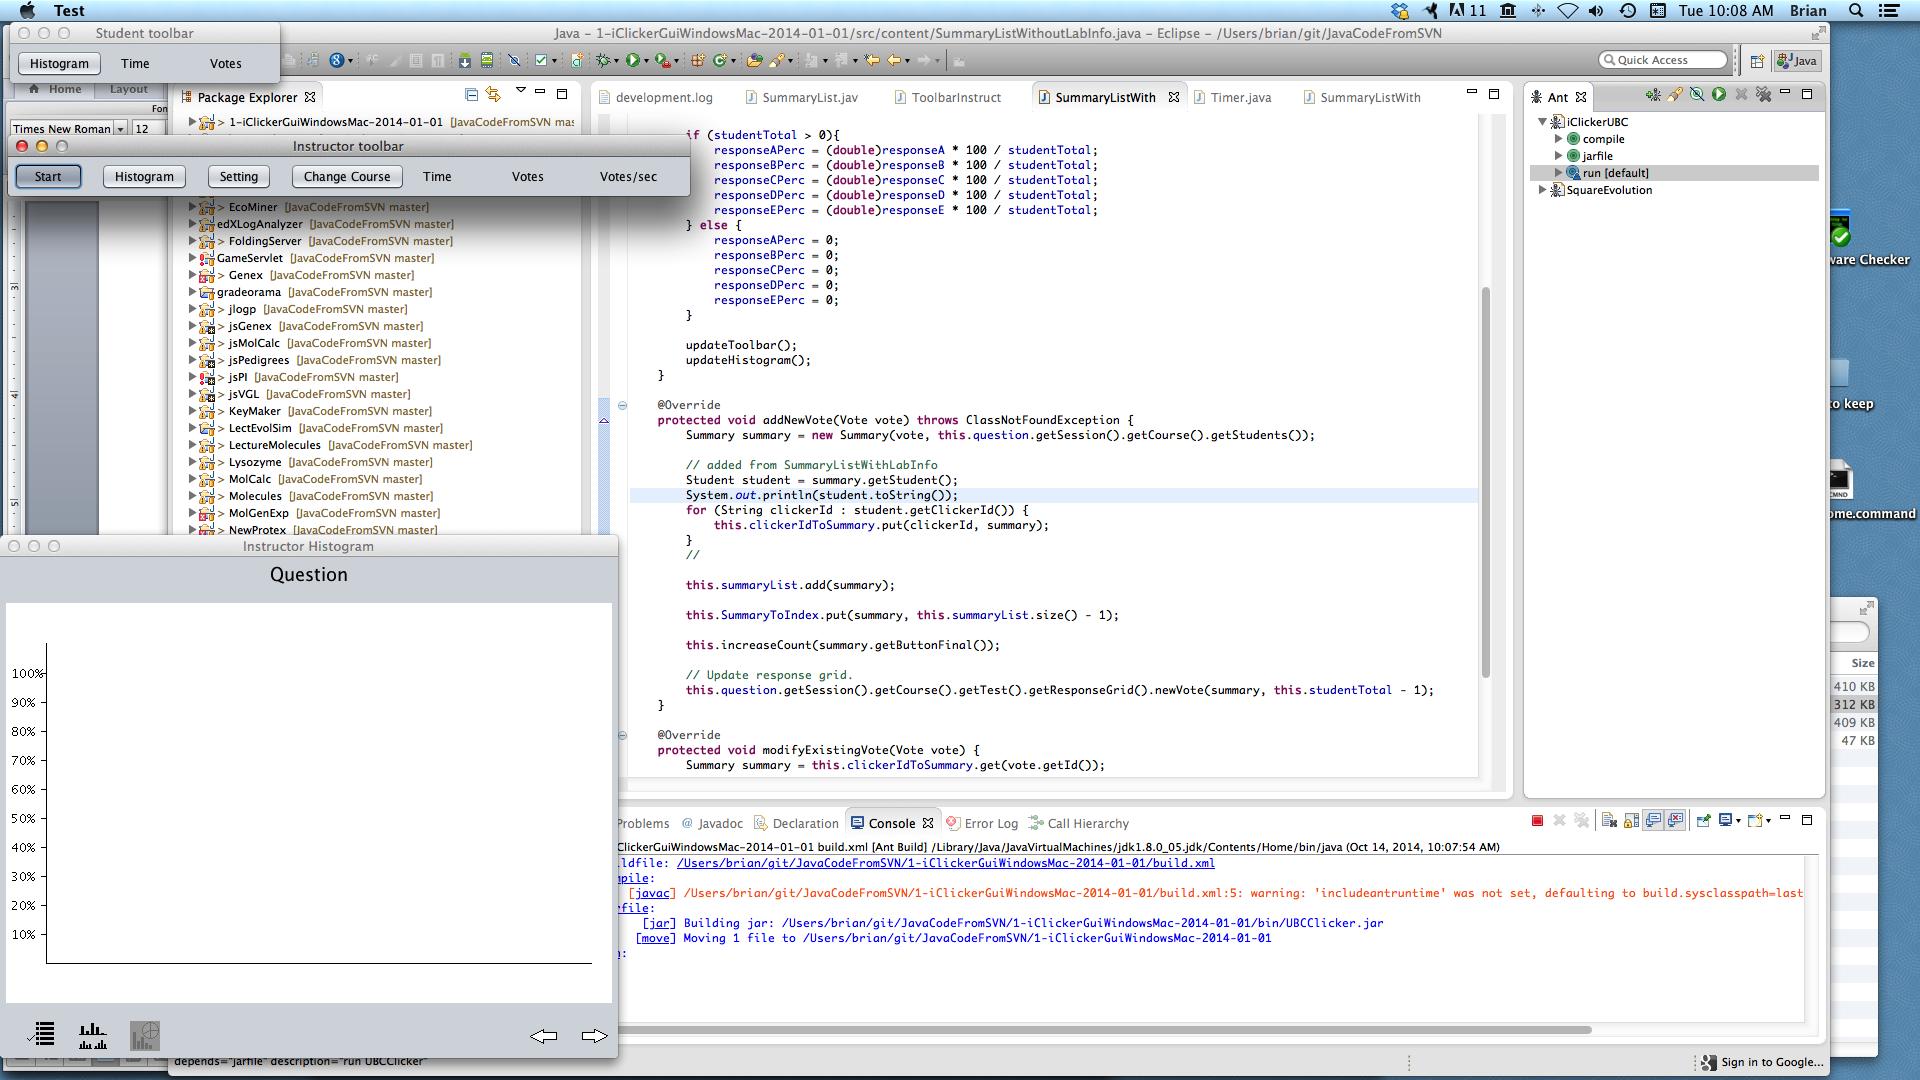 Test
11
Tue 10:08 AM Brian
Student toolbar
Histogram Time Votes
Java – 1-iClickerGuiWindowsMac-2014-01-01/src/content/SummaryListWithoutLabInfo.java – Eclipse – /Users/brian/git/JavaCodeFromSVN
Quick Access
Java
Home Layout
Fon
Times New Roman 12
Package Explorer
development.log
SummaryList.jav
ToolbarInstruct
SummaryListWith
Timer.java
SummaryListWith
Ant
> 1-iClickerGuiWindowsMac-2014-01-01 [JavaCodeFromSVN mas
Instructor toolbar
Start Histogram Setting Change Course Time Votes Votes/sec
> EcoMiner [JavaCodeFromSVN master]
edXLogAnalyzer [JavaCodeFromSVN master]
> FoldingServer [JavaCodeFromSVN master]
GameServlet [JavaCodeFromSVN master]
> Genex [JavaCodeFromSVN master]
gradeorama [JavaCodeFromSVN master]
> jlogp [JavaCodeFromSVN master]
> jsGenex [JavaCodeFromSVN master]
> jsMolCalc [JavaCodeFromSVN master]
> jsPedigrees [JavaCodeFromSVN master]
> jsPI [JavaCodeFromSVN master]
> jsVGL [JavaCodeFromSVN master]
> KeyMaker [JavaCodeFromSVN master]
> LectEvolSim [JavaCodeFromSVN master]
> LectureMolecules [JavaCodeFromSVN master]
> Lysozyme [JavaCodeFromSVN master]
> MolCalc [JavaCodeFromSVN master]
> Molecules [JavaCodeFromSVN master]
> MolGenExp [JavaCodeFromSVN master]
> NewProtex [JavaCodeFromSVN master]
3
4
5
if (studentTotal > 0){
responseAPerc = (double)responseA * 100 / studentTotal;
responseBPerc = (double)responseB * 100 / studentTotal;
responseCPerc = (double)responseC * 100 / studentTotal;
responseDPerc = (double)responseD * 100 / studentTotal;
responseEPerc = (double)responseE * 100 / studentTotal;
} else {
responseAPerc = 0;
responseBPerc = 0;
responseCPerc = 0;
responseDPerc = 0;
responseEPerc = 0;
}
updateToolbar();
updateHistogram();
}
@Override
protected void addNewVote(Vote vote) throws ClassNotFoundException {
Summary summary = new Summary(vote, this.question.getSession().getCourse().getStudents());
// added from SummaryListWithLabInfo
Student student = summary.getStudent();
System.out.println(student.toString());
for (String clickerId : student.getClickerId()) {
this.clickerIdToSummary.put(clickerId, summary);
}
//
this.summaryList.add(summary);
this.SummaryToIndex.put(summary, this.summaryList.size() - 1);
this.increaseCount(summary.getButtonFinal());
// Update response grid.
this.question.getSession().getCourse().getTest().getResponseGrid().newVote(summary, this.studentTotal - 1);
}
@Override
protected void modifyExistingVote(Vote vote) {
Summary summary = this.clickerIdToSummary.get(vote.getId());
iClickerUBC
compile
jarfile
run [default]
SquareEvolution
ware Checker
to keep
CMND
ome.command
Size
410 KB
312 KB
409 KB
47 KB
Instructor Histogram
Question
100%
90%
80%
70%
60%
50%
40%
30%
20%
10%
Problems @ Javadoc Declaration Console Error Log Call Hierarchy
ClickerGuiWindowsMac-2014-01-01 build.xml [Ant Build] /Library/Java/JavaVirtualMachines/jdk1.8.0_05.jdk/Contents/Home/bin/java (Oct 14, 2014, 10:07:54 AM)
ldfile: /Users/brian/git/JavaCodeFromSVN/1-iClickerGuiWindowsMac-2014-01-01/build.xml
mpile:
[javac] /Users/brian/git/JavaCodeFromSVN/1-iClickerGuiWindowsMac-2014-01-01/build.xml:5: warning: 'includeantruntime' was not set, defaulting to build.sysclasspath=last
rfile:
[jar] Building jar: /Users/brian/git/JavaCodeFromSVN/1-iClickerGuiWindowsMac-2014-01-01/bin/UBCClicker.jar
[move] Moving 1 file to /Users/brian/git/JavaCodeFromSVN/1-iClickerGuiWindowsMac-2014-01-01
n:
depends="jarfile" description="run UBCClicker"
Sign in to Google...